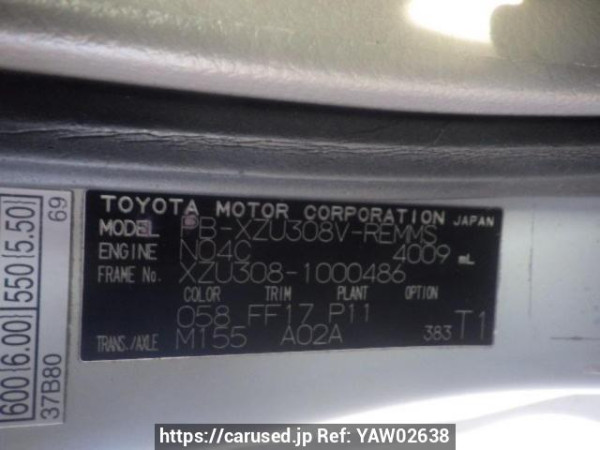 TOYOTA MOTOR CORPORATION JAPAN
MODEL PB-XZU308V-REMMS
ENGINE N04C 4009 mL
FRAME No. XZU308-1000486
COLOR TRIM PLANT OPTION
058 FF17 P11
TRANS./AXLE M155 A02A 383 T1
600(6.00) 550(5.50)
69
37B80
https://carused.jp Ref: YAW02638